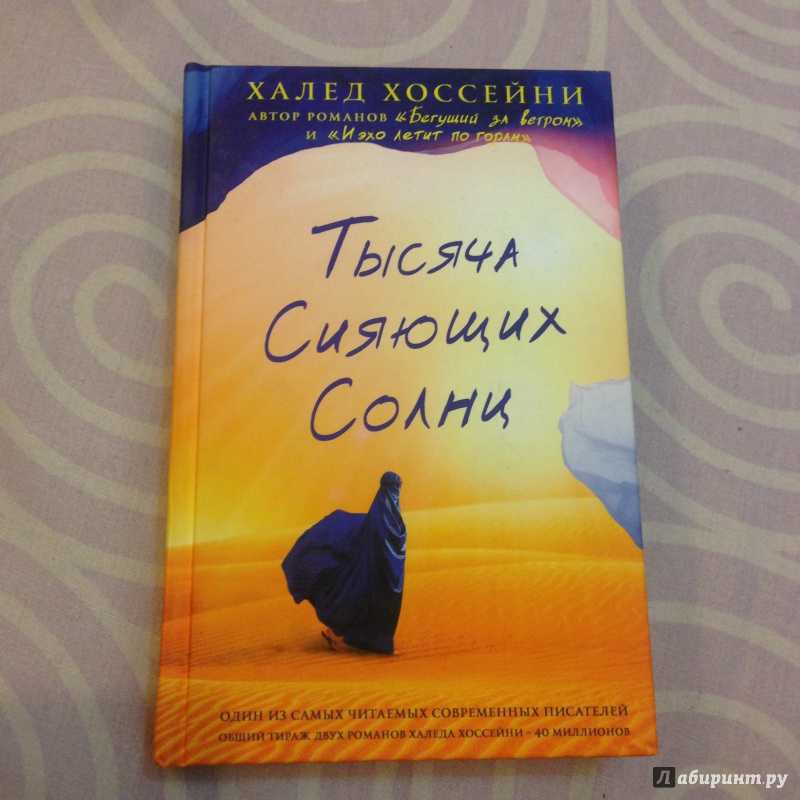 ХАЛЕД ХОССЕЙНИ
АВТОР РОМАНОВ «Бегущий за ветром»
И «И эхо летит по горам»
Тысяча
Сияющих
Солнц
ОДИН ИЗ САМЫХ ЧИТАЕМЫХ СОВРЕМЕННЫХ ПИСАТЕЛЕЙ
ОБЩИЙ ТИРАЖ ДВУХ РОМАНОВ ХАЛЕДА ХОССЕЙНИ – 40 МИЛЛИОНОВ
Лабиринт.ру